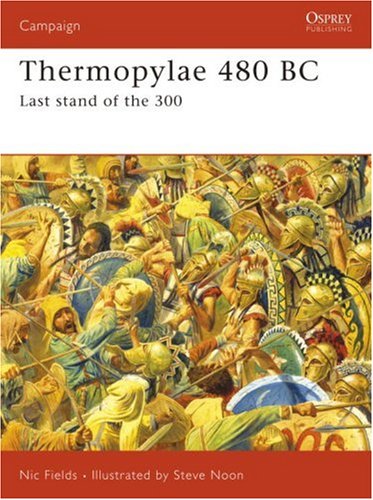 Campaign
OSPREY
PUBLISHING
Thermopylae 480 BC
Last stand of the 300
Nic Fields • Illustrated by Steve Noon